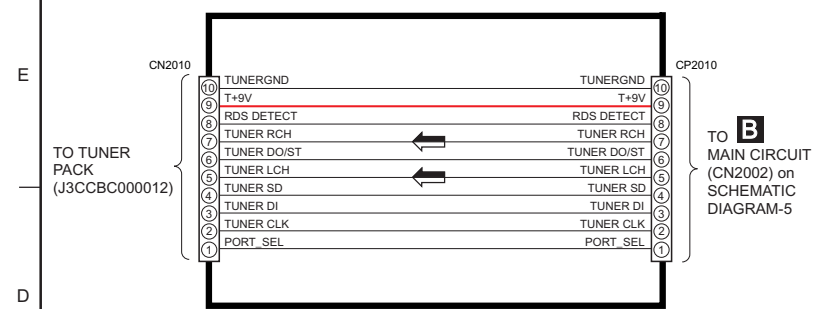 E
D
CN2010
CP2010
TO TUNER
PACK
(J3CCBC000012)
10 TUNERGND TUNERGND 10
9 T+9V T+9V 9
8 RDS DETECT RDS DETECT 8
7 TUNER RCH TUNER RCH 7
6 TUNER DO/ST TUNER DO/ST 6
5 TUNER LCH TUNER LCH 5
4 TUNER SD TUNER SD 4
3 TUNER DI TUNER DI 3
2 TUNER CLK TUNER CLK 2
1 PORT_SEL PORT_SEL 1
TO B
MAIN CIRCUIT
(CN2002) on
SCHEMATIC
DIAGRAM-5